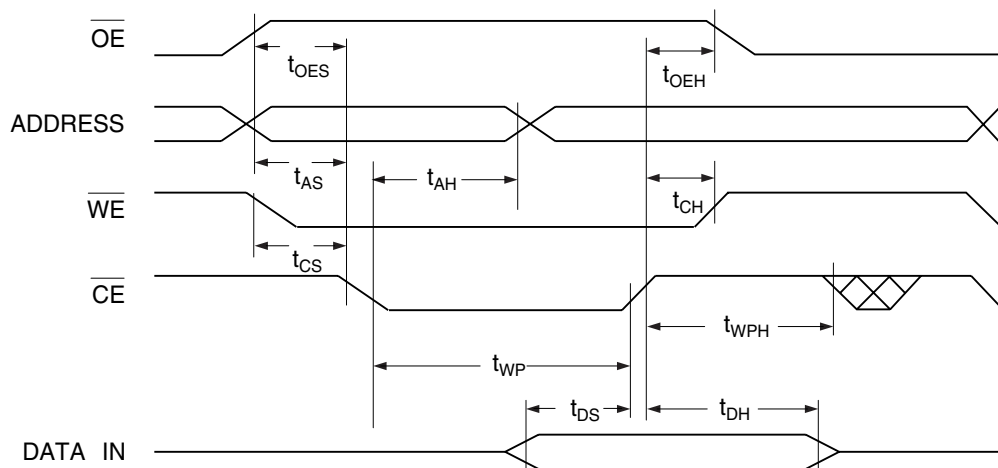 OE
tOES
tOEH
ADDRESS
tAS
tAH
WE
tCH
tCS
CE
tWPH
tWP
tDS
tDH
DATA IN